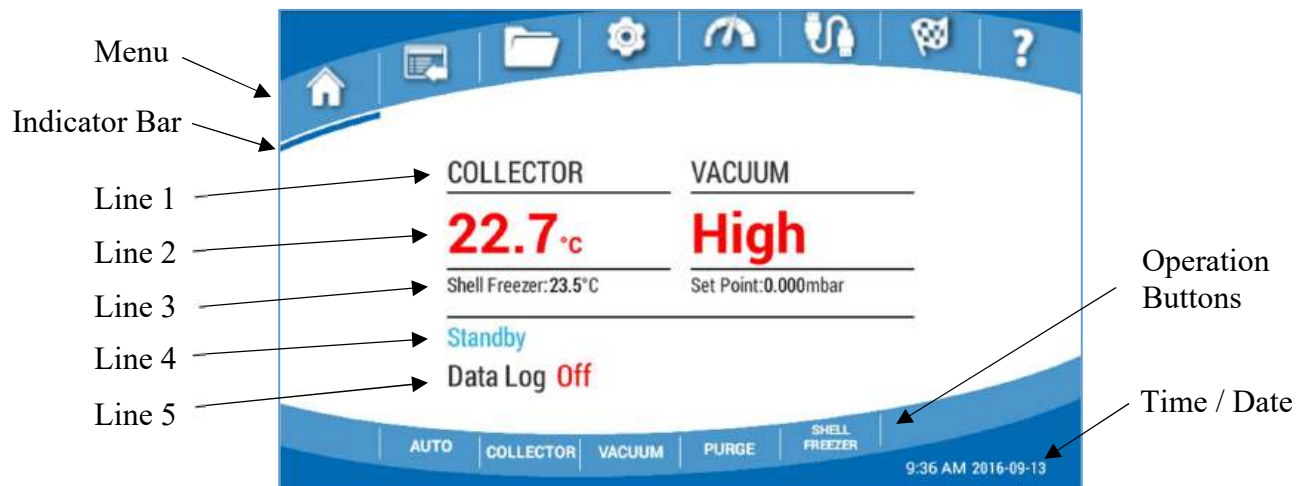 Menu
Indicator Bar
Line 1
Line 2
Line 3
Line 4
Line 5
?
COLLECTOR VACUUM
22.7°C High
Shell Freezer:23.5°C Set Point:0.000mbar
Standby
Data Log Off
AUTO COLLECTOR VACUUM PURGE SHELL FREEZER
9:36 AM 2016-09-13
Operation
Buttons
Time / Date